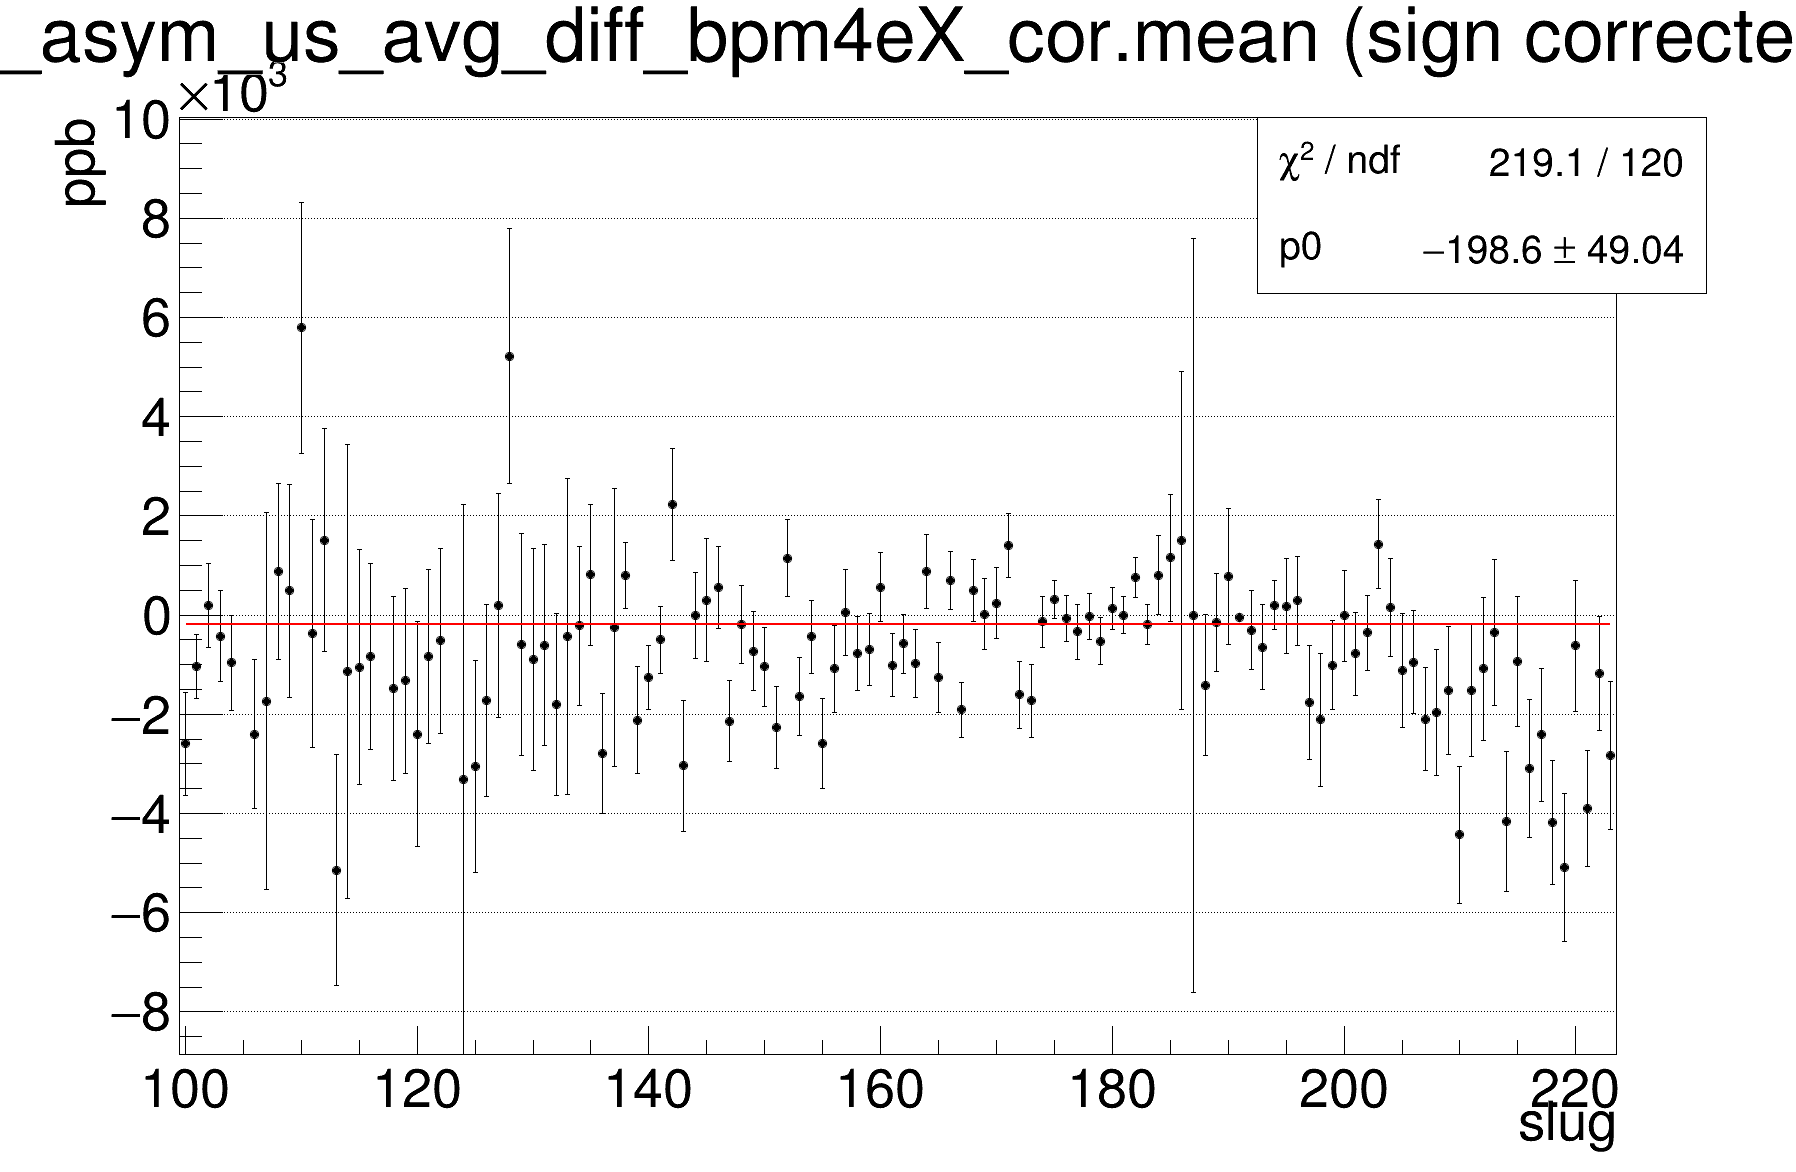 _asym_us_avg_diff_bpm4eX_cor.mean (sign correcte
×10³
ppb
10
8
6
4
2
0
−2
−4
−6
−8
χ² / ndf 219.1 / 120
p0 −198.6 ± 49.04
100 120 140 160 180 200 220
slug